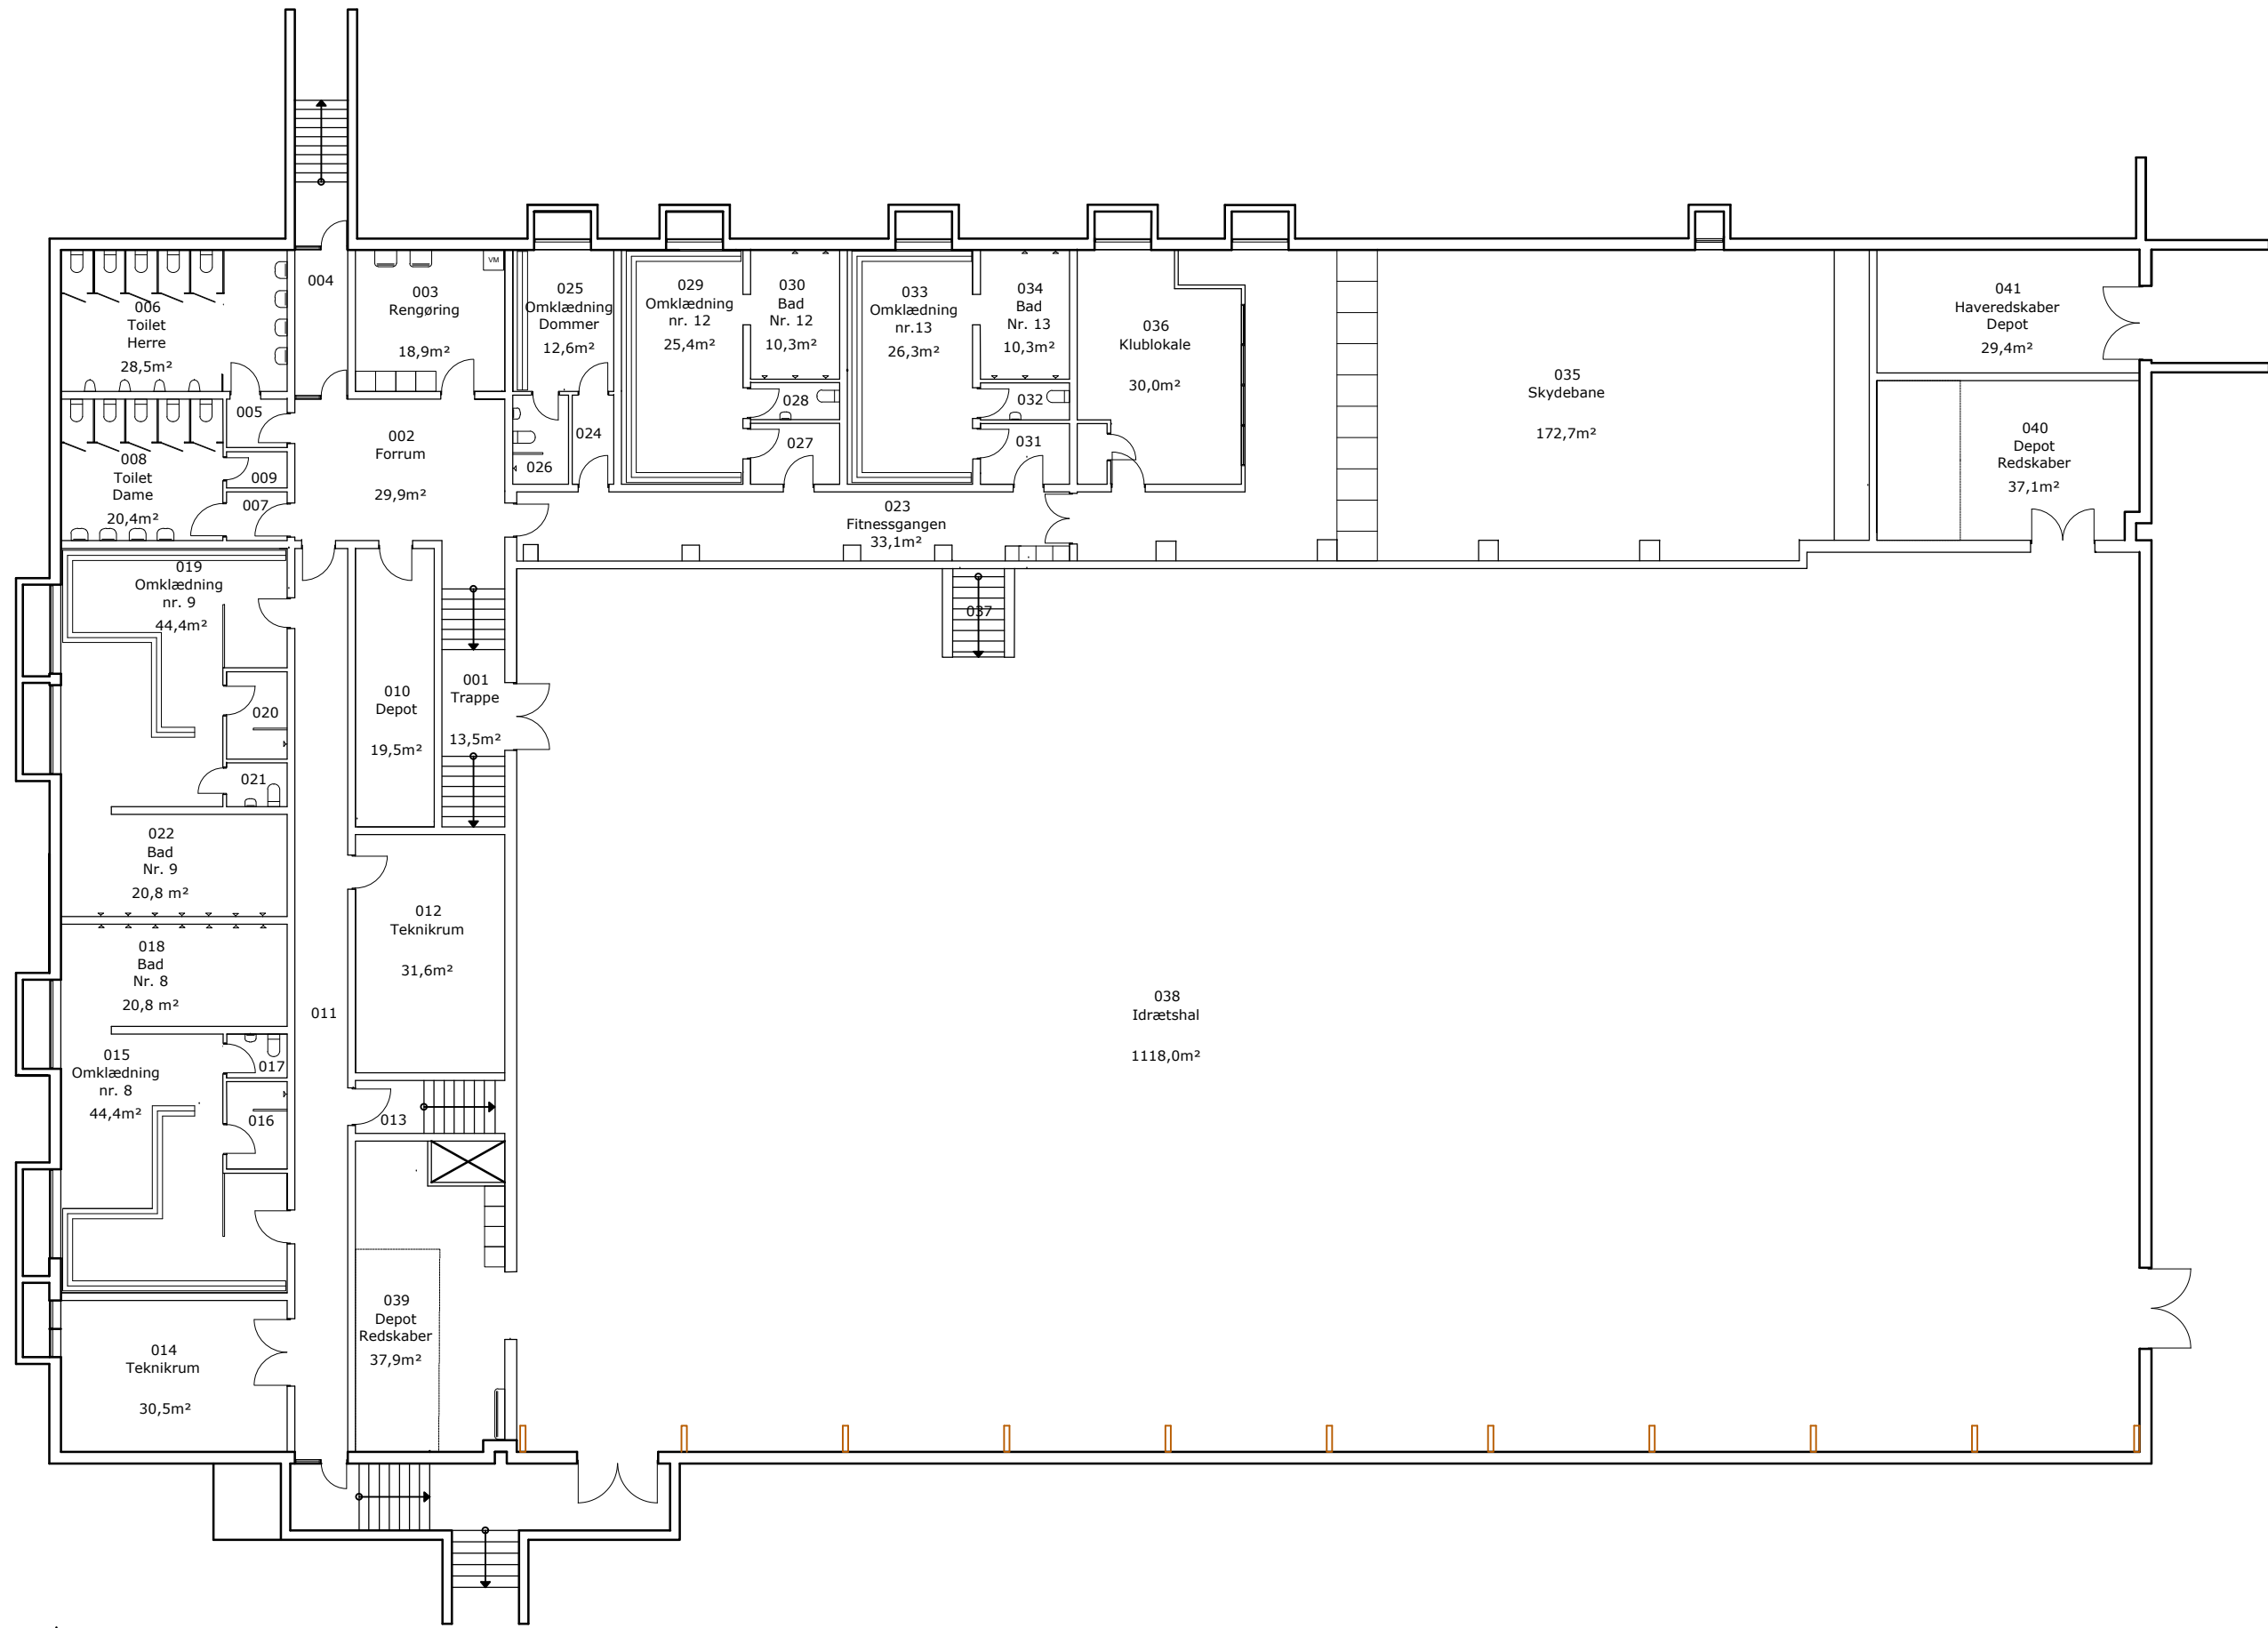 004
003
Rengøring
18,9m²
VM
006
Toilet
Herre
28,5m²
005
002
Forrum
29,9m²
008
Toilet
Dame
20,4m²
009
007
025
Omklædning
Dommer
12,6m²
026
024
029
Omklædning
nr. 12
25,4m²
030
Bad
Nr. 12
10,3m²
028
027
033
Omklædning
nr.13
26,3m²
034
Bad
Nr. 13
10,3m²
032
031
036
Klublokale
30,0m²
035
Skydebane
172,7m²
041
Haveredskaber
Depot
29,4m²
040
Depot
Redskaber
37,1m²
023
Fitnessgangen
33,1m²
037
019
Omklædning
nr. 9
44,4m²
020
021
010
Depot
19,5m²
001
Trappe
13,5m²
022
Bad
Nr. 9
20,8 m²
018
Bad
Nr. 8
20,8 m²
012
Teknikrum
31,6m²
011
038
Idrætshal
1118,0m²
015
Omklædning
nr. 8
44,4m²
017
016
013
039
Depot
Redskaber
37,9m²
014
Teknikrum
30,5m²